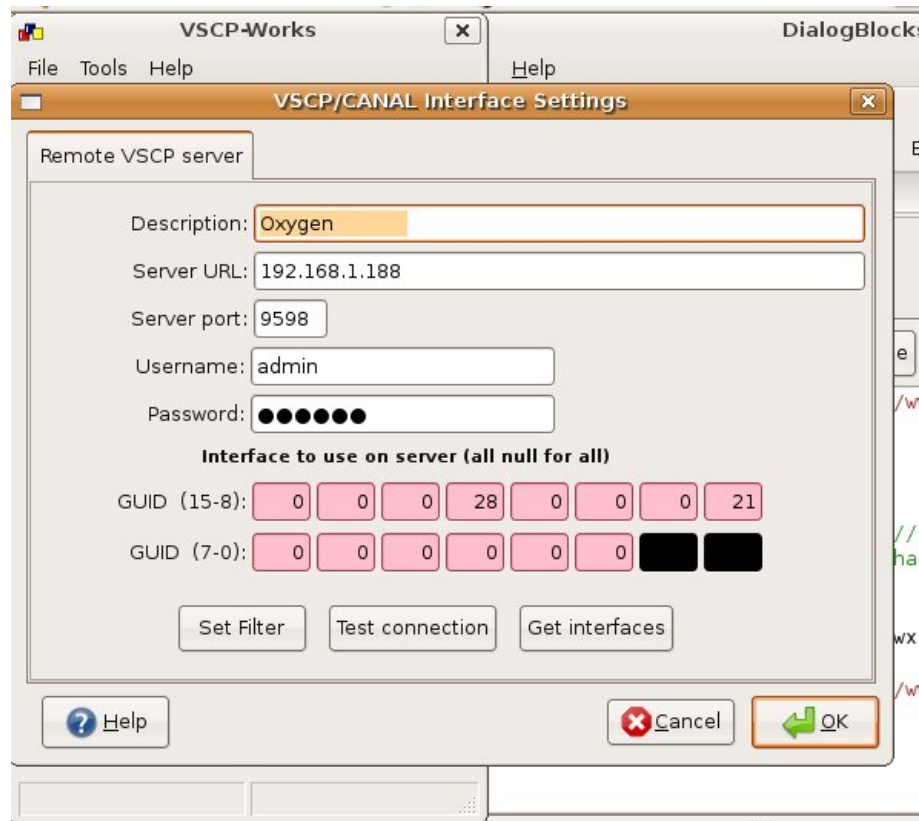 VSCP-Works
DialogBlocks
File Tools Help
Help
VSCP/CANAL Interface Settings
Remote VSCP server
Description: Oxygen
Server URL: 192.168.1.188
Server port: 9598
Username: admin
Password: ●●●●●●
Interface to use on server (all null for all)
GUID (15-8): 0 0 0 28 0 0 0 21
GUID (7-0): 0 0 0 0 0 0
Set Filter Test connection Get interfaces
Help Cancel OK
e
/w
//
ha
wx
/w